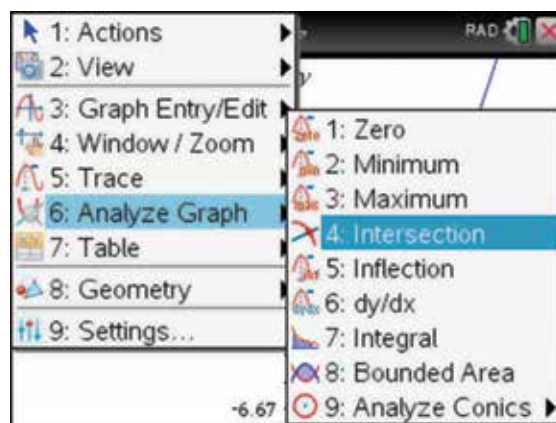 RAD
1: Actions
2: View
3: Graph Entry/Edit
4: Window / Zoom
5: Trace
6: Analyze Graph
7: Table
8: Geometry
9: Settings...
y
1: Zero
2: Minimum
3: Maximum
4: Intersection
5: Inflection
6: dy/dx
7: Integral
8: Bounded Area
9: Analyze Conics
-6.67